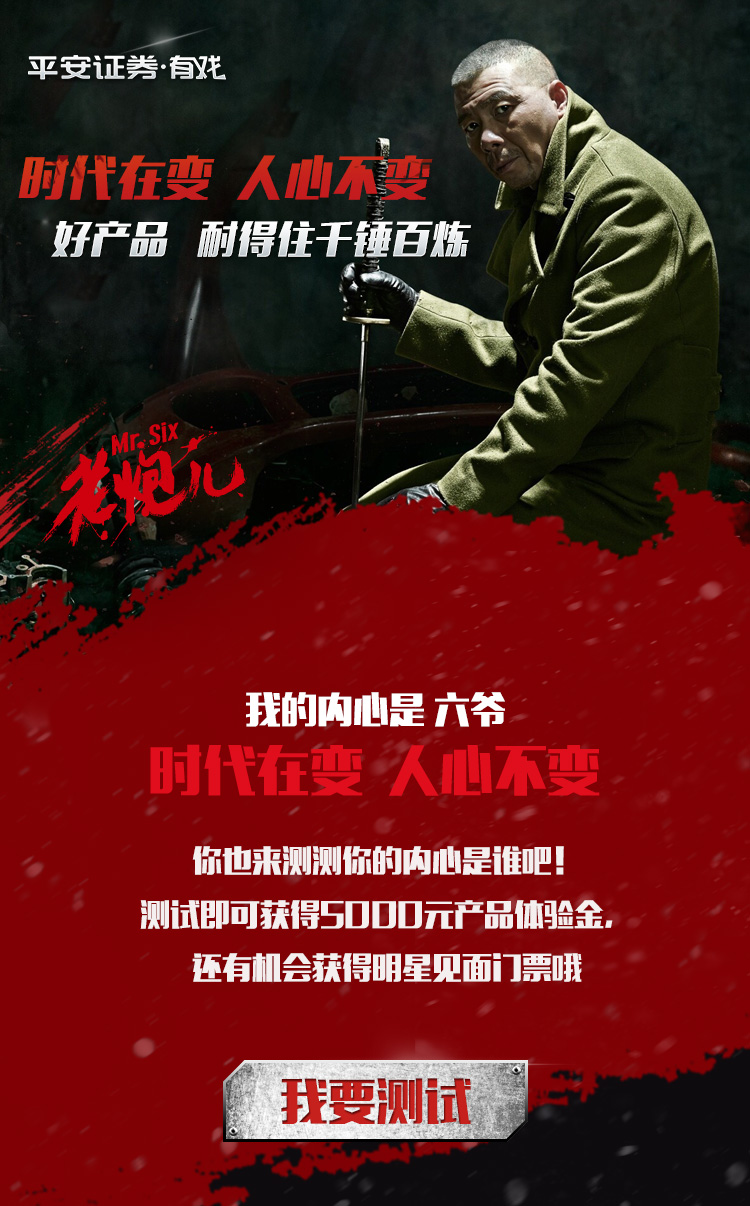 平安证券·有戏
时代在变 人心不变
好产品 耐得住千锤百炼
Mr. Six
老炮儿
我的内心是 六爷
时代在变 人心不变
你也来测测你的内心是谁吧！
测试即可获得5000元产品体验金，
还有机会获得明星见面门票哦
我要测试